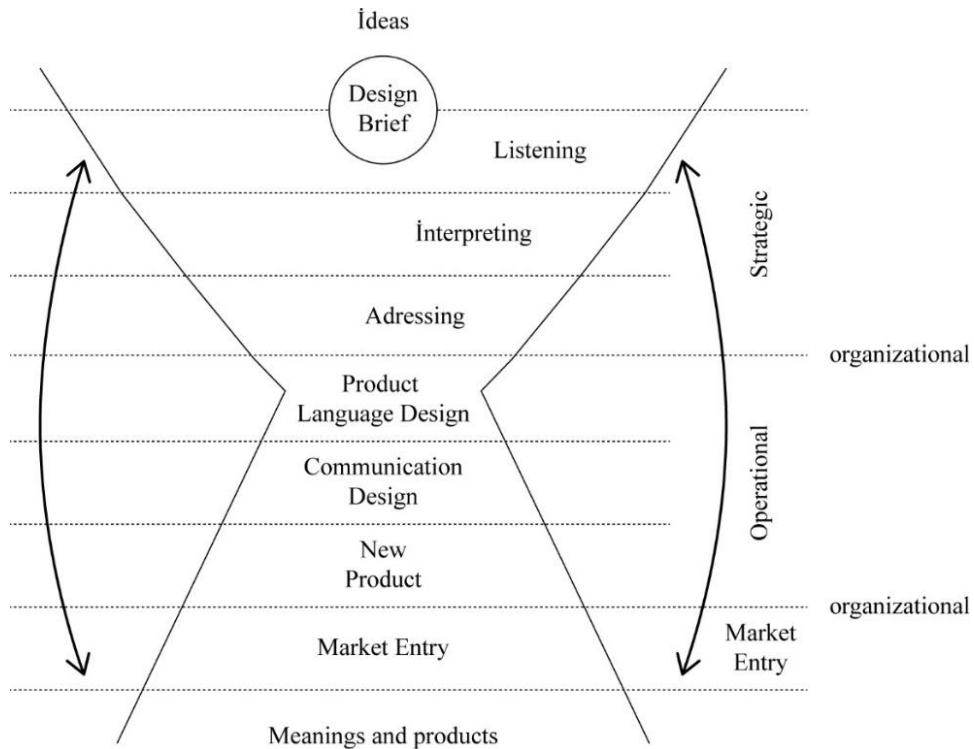 İdeas
Design
Brief
Listening
İnterpreting
Strategic
Adressing
organizational
Product
Language Design
Communication
Design
Operational
New
Product
organizational
Market Entry
Market
Entry
Meanings and products